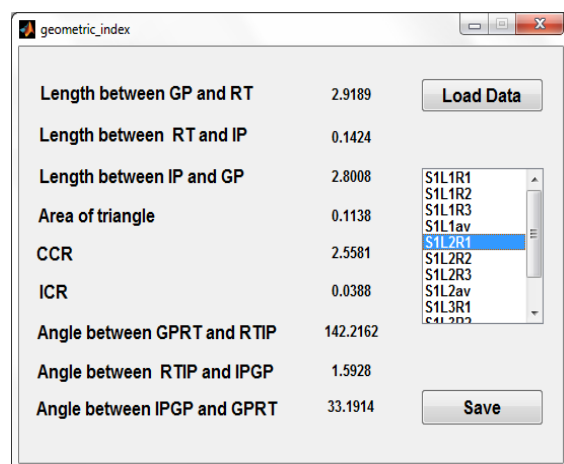 geometric_index
Length between GP and RT 2.9189
Load Data
Length between RT and IP 0.1424
Length between IP and GP 2.8008
Area of triangle 0.1138
CCR 2.5581
ICR 0.0388
Angle between GPRT and RTIP 142.2162
Angle between RTIP and IPGP 1.5928
Angle between IPGP and GPRT 33.1914
S1L1R1
S1L1R2
S1L1R3
S1L1av
S1L2R1
S1L2R2
S1L2R3
S1L2av
S1L3R1
Save